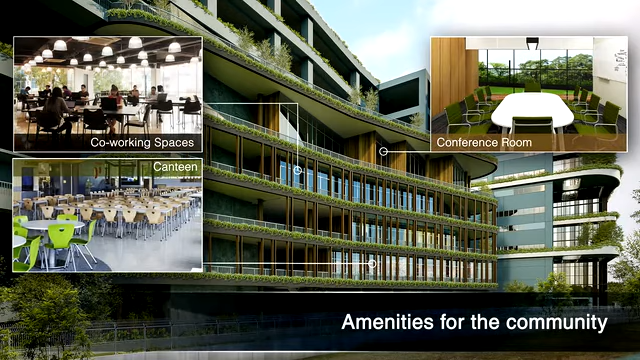 Co-working Spaces
Conference Room
Canteen
Amenities for the community